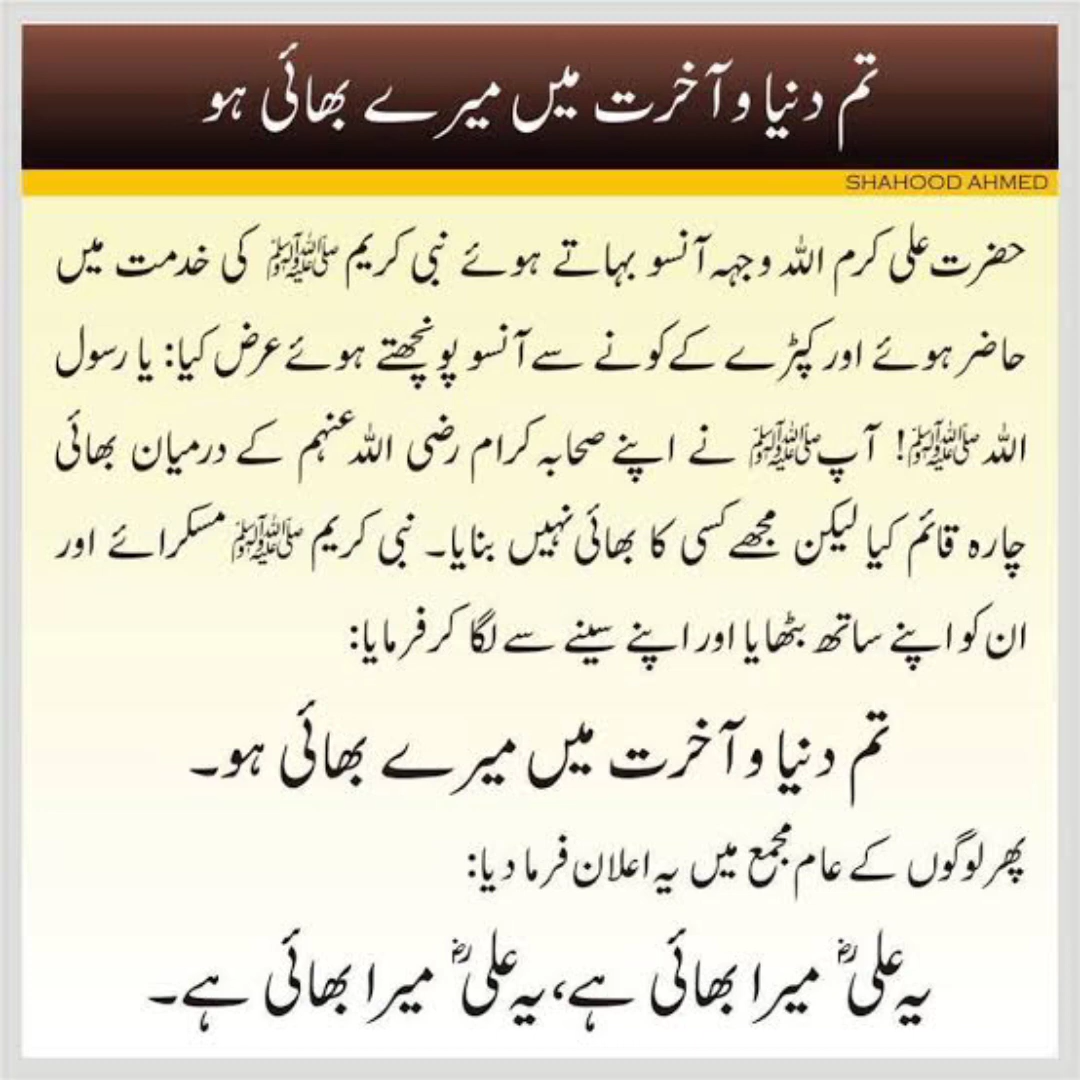 تم دنیا و آخرت میں میرے بھائی ہو
SHAHOOD AHMED
حضرت علی کرم اللہ وجہہ آنسو بہاتے ہوئے نبی کریم ﷺ کی خدمت میں
حاضر ہوئے اور کپڑے کے کونے سے آنسو پونچھتے ہوئے عرض کیا: یا رسول
اللہ ﷺ! آپ ﷺ نے اپنے صحابہ کرام رضی اللہ عنہم کے درمیان بھائی
چارہ قائم کیا لیکن مجھے کسی کا بھائی نہیں بنایا۔ نبی کریم ﷺ مسکرائے اور
ان کو اپنے ساتھ بٹھایا اور اپنے سینے سے لگا کر فرمایا:
تم دنیا و آخرت میں میرے بھائی ہو۔
پھر لوگوں کے عام مجمع میں یہ اعلان فرما دیا:
یہ علیؓ میرا بھائی ہے، یہ علیؓ میرا بھائی ہے۔